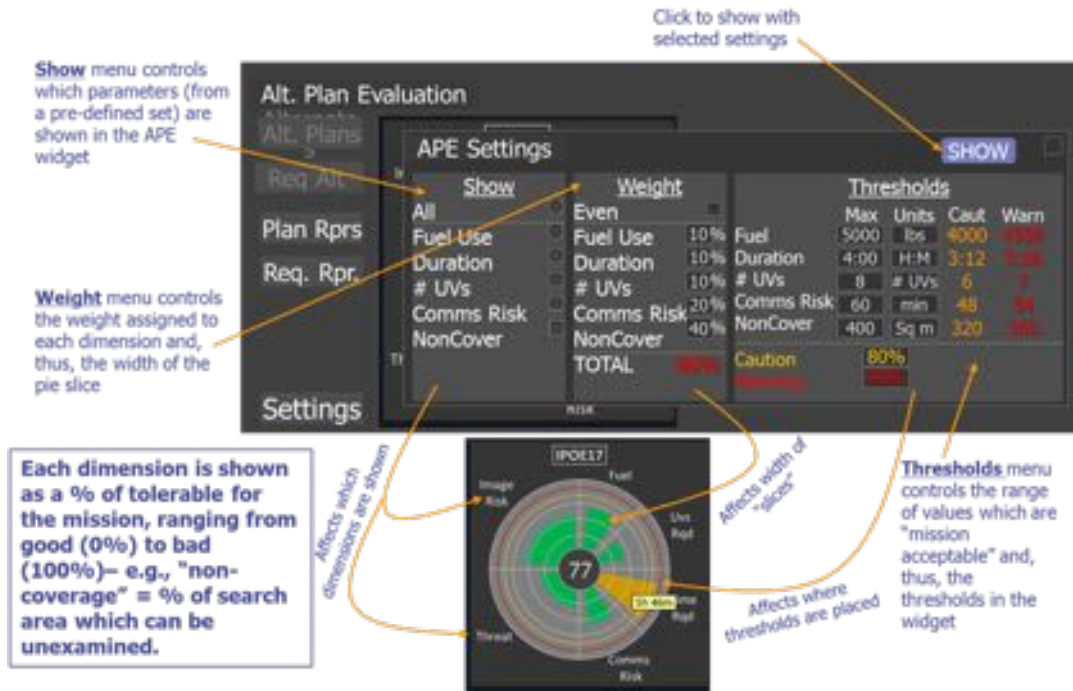 Click to show with
selected settings
Show menu controls
which parameters (from
a pre-defined set) are
shown in the APE
widget
Weight menu controls
the weight assigned to
each dimension and,
thus, the width of the
pie slice
Alt. Plan Evaluation
Alt. Plans
Req Alt
Plan Rprs
Req. Rpr.
Settings
APE Settings
SHOW
Show
All
Fuel Use
Duration
# UVs
Comms Risk
NonCover
Weight
Even
Fuel Use 10%
Duration 10%
# UVs 10%
Comms Risk 20%
NonCover 40%
TOTAL
Thresholds
Max Units Caut Warn
Fuel 5000 lbs 4000
Duration 4:00 H:M 3:12
# UVs 8 # UVs 6 7
Comms Risk 60 min 48 54
NonCover 400 Sq m 320
Caution 80%
RISK
Each dimension is shown
as a % of tolerable for
the mission, ranging from
good (0%) to bad
(100%)– e.g., "non-
coverage" = % of search
area which can be
unexamined.
Affects which
dimensions are shown
IPOE17
Fuel
Image
Risk
Uvs
Rqd
77
5h 46m
Rqd
Threat
Comms
Risk
Affects width of
"slices"
Affects where
thresholds are placed
Thresholds menu
controls the range
of values which are
"mission
acceptable" and,
thus, the
thresholds in the
widget